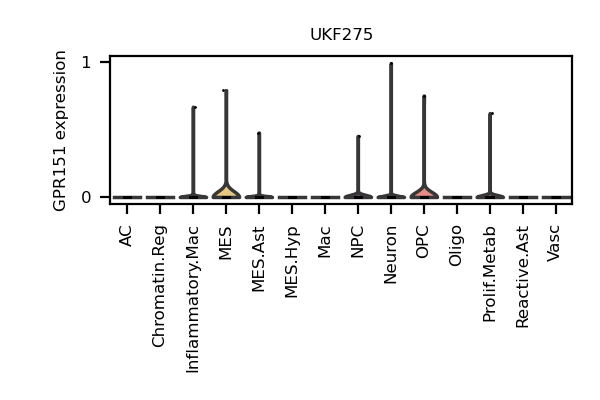 UKF275
GPR151 expression
1
0
AC
Chromatin.Reg
Inflammatory.Mac
MES
MES.Ast
MES.Hyp
Mac
NPC
Neuron
OPC
Oligo
Prolif.Metab
Reactive.Ast
Vasc